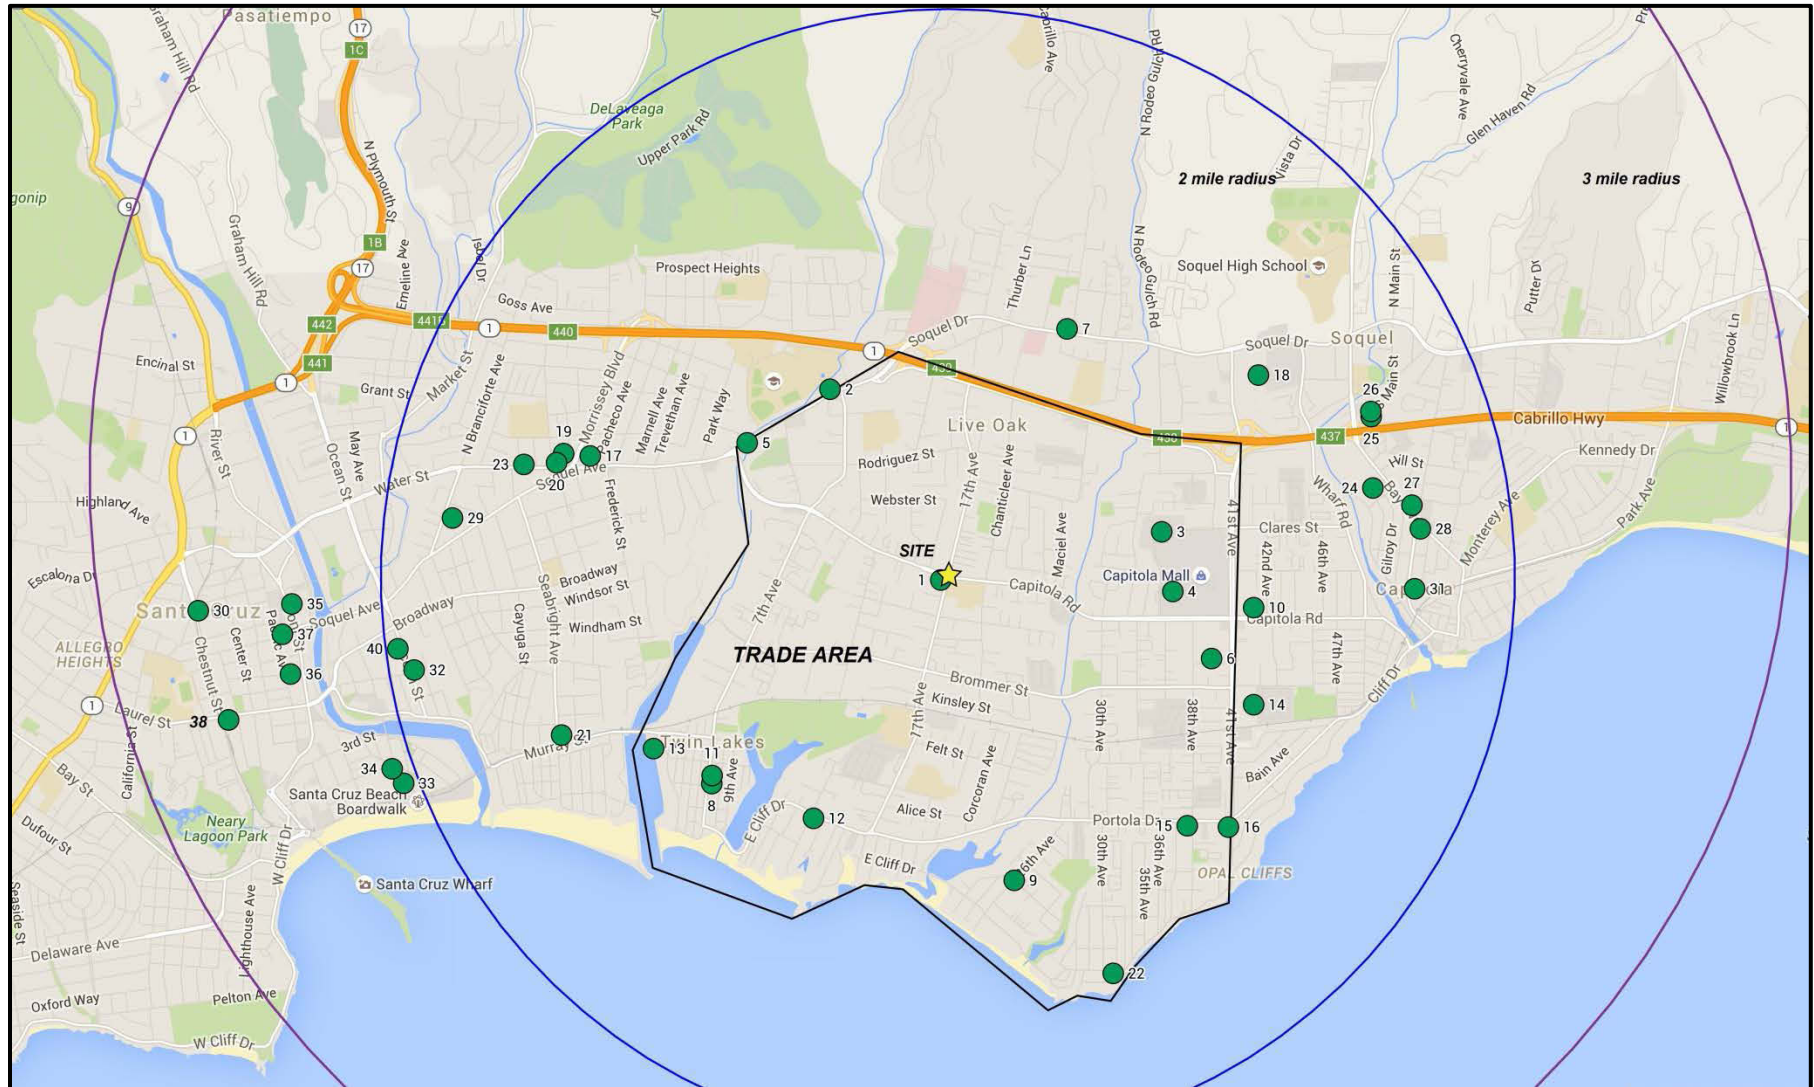 Pasatiempo
Graham Hill Rd
17
1C
DeLaveaga
Park
Upper Park Rd
Cabrillo Ave
N Rodeo Gulch Rd
Cherryvale Ave
Glen Haven Rd
Vista Dr
2 mile radius
3 mile radius
N Plymouth St
9
Graham Hill Rd
1B
17
Emeline Ave
Isbel Dr
Prospect Heights
Goss Ave
Thurber Ln
N Rodeo Gulch Rd
Soquel High School
N Main St
Putter Dr
442
441B
1
440
1
Soquel Dr
7
Soquel Dr
Soquel
Willowbrook Ln
441
439
Encinal St
1
Grant St
Market St
N Branciforte Ave
Morrissey Blvd
Pacheco Ave
Marnell Ave
Trevethan Ave
Park Way
2
18
26
S Main St
25
Cabrillo Hwy
1
1
River St
May Ave
Ocean St
Water St
19
23
20
17
Soquel Ave
5
Live Oak
438
437
Rodriguez St
17th Ave
Chanticleer Ave
Hill St
Kennedy Dr
Highland Ave
29
Frederick St
Webster St
Maciel Ave
3
41st Ave
Clares St
Wharf Rd
24
27
28
Gilroy Dr
Monterey Ave
Park Ave
Escalona Dr
SITE
1
Capitola Rd
Capitola Mall
4
42nd Ave
46th Ave
31
Capitola
Santa Cruz
30
35
37
Soquel Ave
Broadway
Broadway
Windsor St
Windham St
Seabright Ave
Cayuga St
7th Ave
10
Capitola Rd
ALLEGRO
HEIGHTS
Chestnut St
Center St
36
40
32
TRADE AREA
6
47th Ave
Brommer St
Kinsley St
Cliff Dr
1
Laurel St
38
3rd St
21
Murray St
13
Twin Lakes
11
9th Ave
8
17th Ave
Felt St
Corcoran Ave
30th Ave
38th Ave
41st Ave
14
Bain Ave
California St
Bay St
34
33
Santa Cruz Beach
Boardwalk
Neary
Lagoon Park
Dufour St
W Cliff Dr
E Cliff Dr
12
Alice St
Portola Dr
15
16
E Cliff Dr
9
30th Ave
36th Ave
35th Ave
OPAL CLIFFS
Santa Cruz Wharf
Seaside St
Lighthouse Ave
Delaware Ave
22
Oxford Way
Pelton Ave
W Cliff Dr